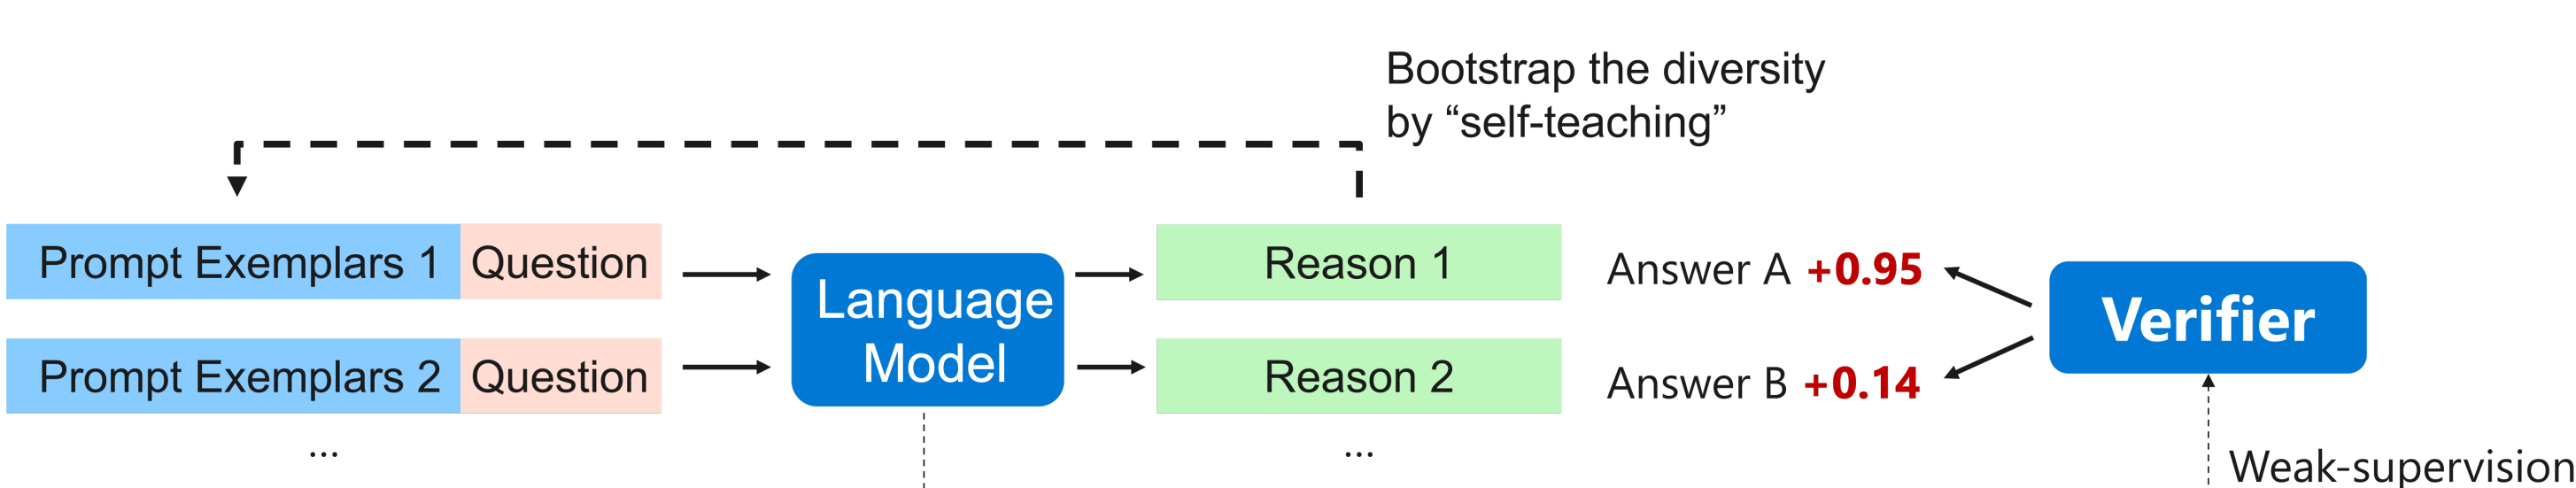 Bootstrap the diversity
by “self-teaching”
Prompt Exemplars 1 Question
Language
Model
Reason 1
Answer A +0.95
Verifier
Prompt Exemplars 2 Question
Reason 2
Answer B +0.14
...
...
Weak-supervision